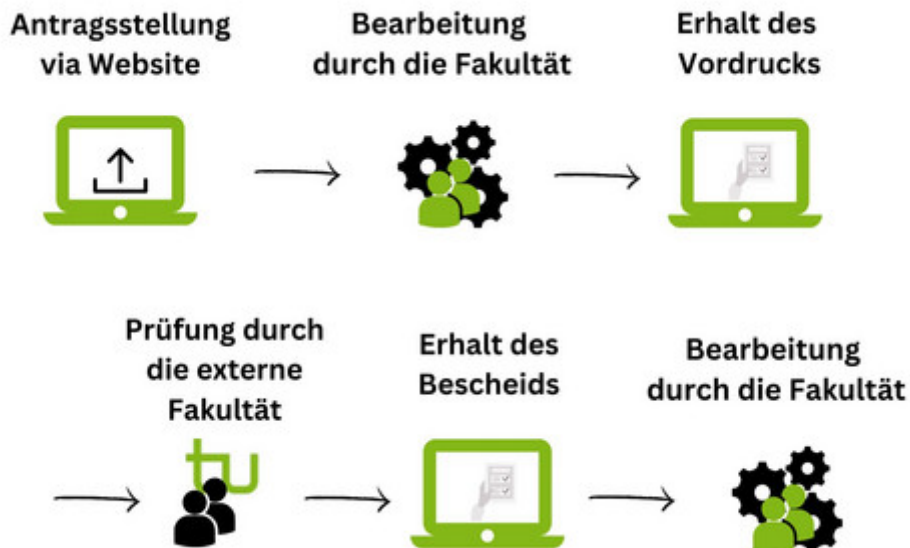 Antragsstellung
via Website
Bearbeitung
durch die Fakultät
Erhalt des
Vordrucks
Prüfung durch
die externe
Fakultät
tu
Erhalt des
Bescheids
Bearbeitung
durch die Fakultät